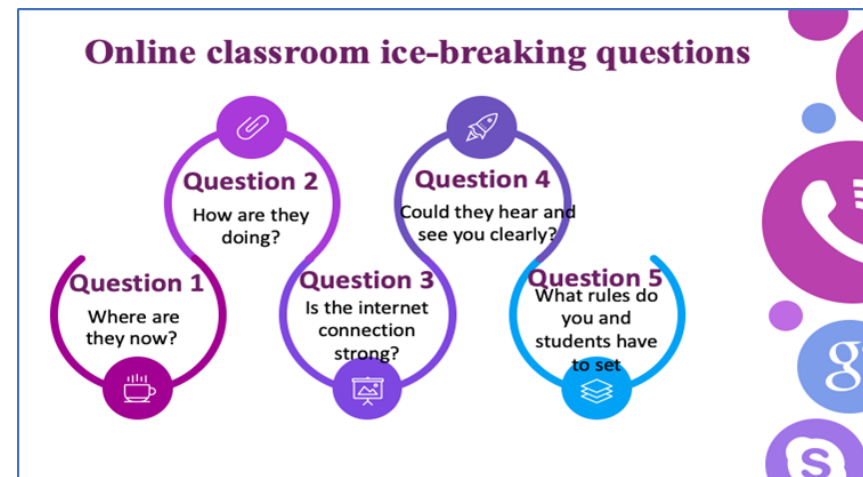 Online classroom ice-breaking questions
Question 1
Where are
they now?
Question 2
How are they
doing?
Question 3
Is the internet
connection
strong?
Question 4
Could they hear and
see you clearly?
Question 5
What rules do
you and
students have
to set
g
S